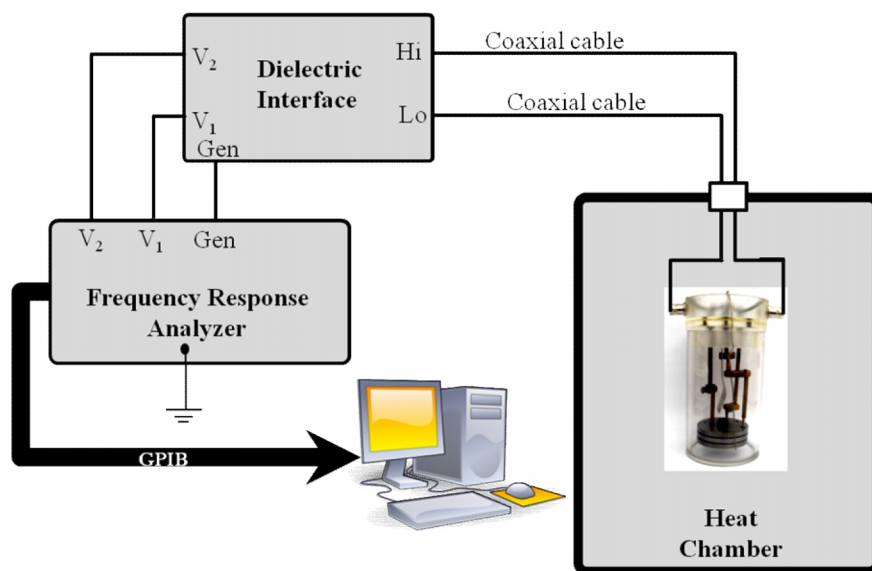 V2
Dielectric
Interface
Hi
Coaxial cable
V1
Lo
Coaxial cable
Gen
V2
V1
Gen
Frequency Response
Analyzer
GPIB
Heat
Chamber